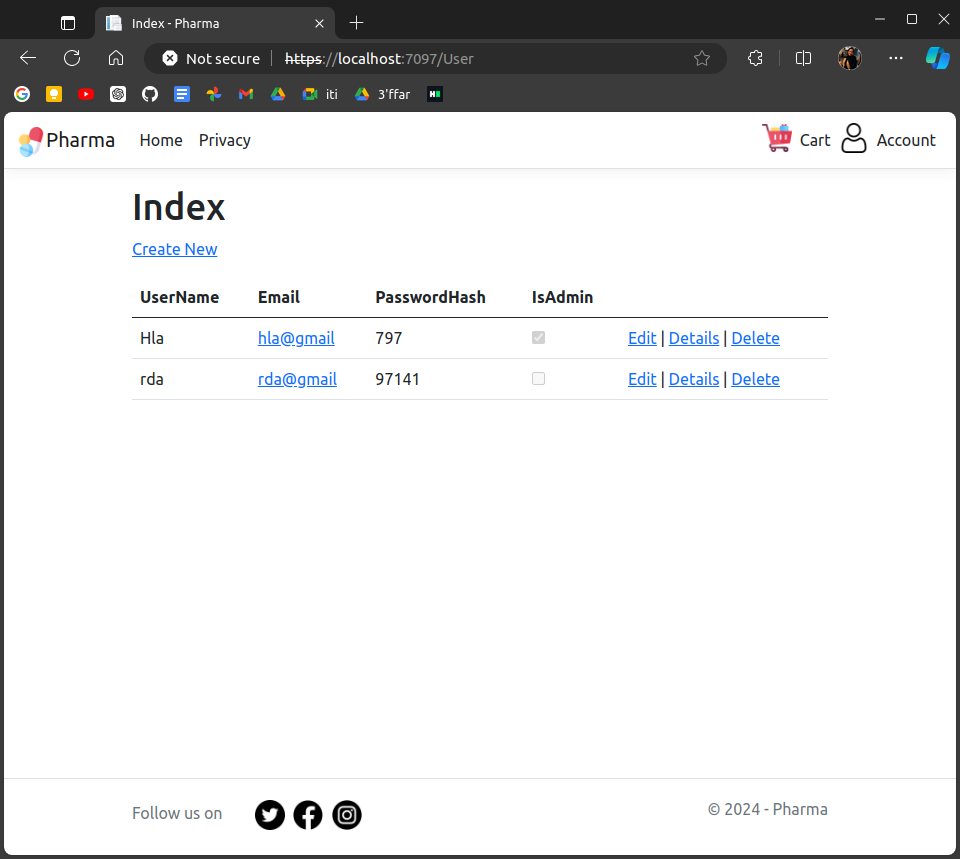 Index - Pharma
Not secure https://localhost:7097/User
iti 3'ffar
Pharma Home Privacy Cart Account
Index
Create New
UserName Email PasswordHash IsAdmin
Hla hla@gmail 797 Edit | Details | Delete
rda rda@gmail 97141 Edit | Details | Delete
Follow us on © 2024 - Pharma